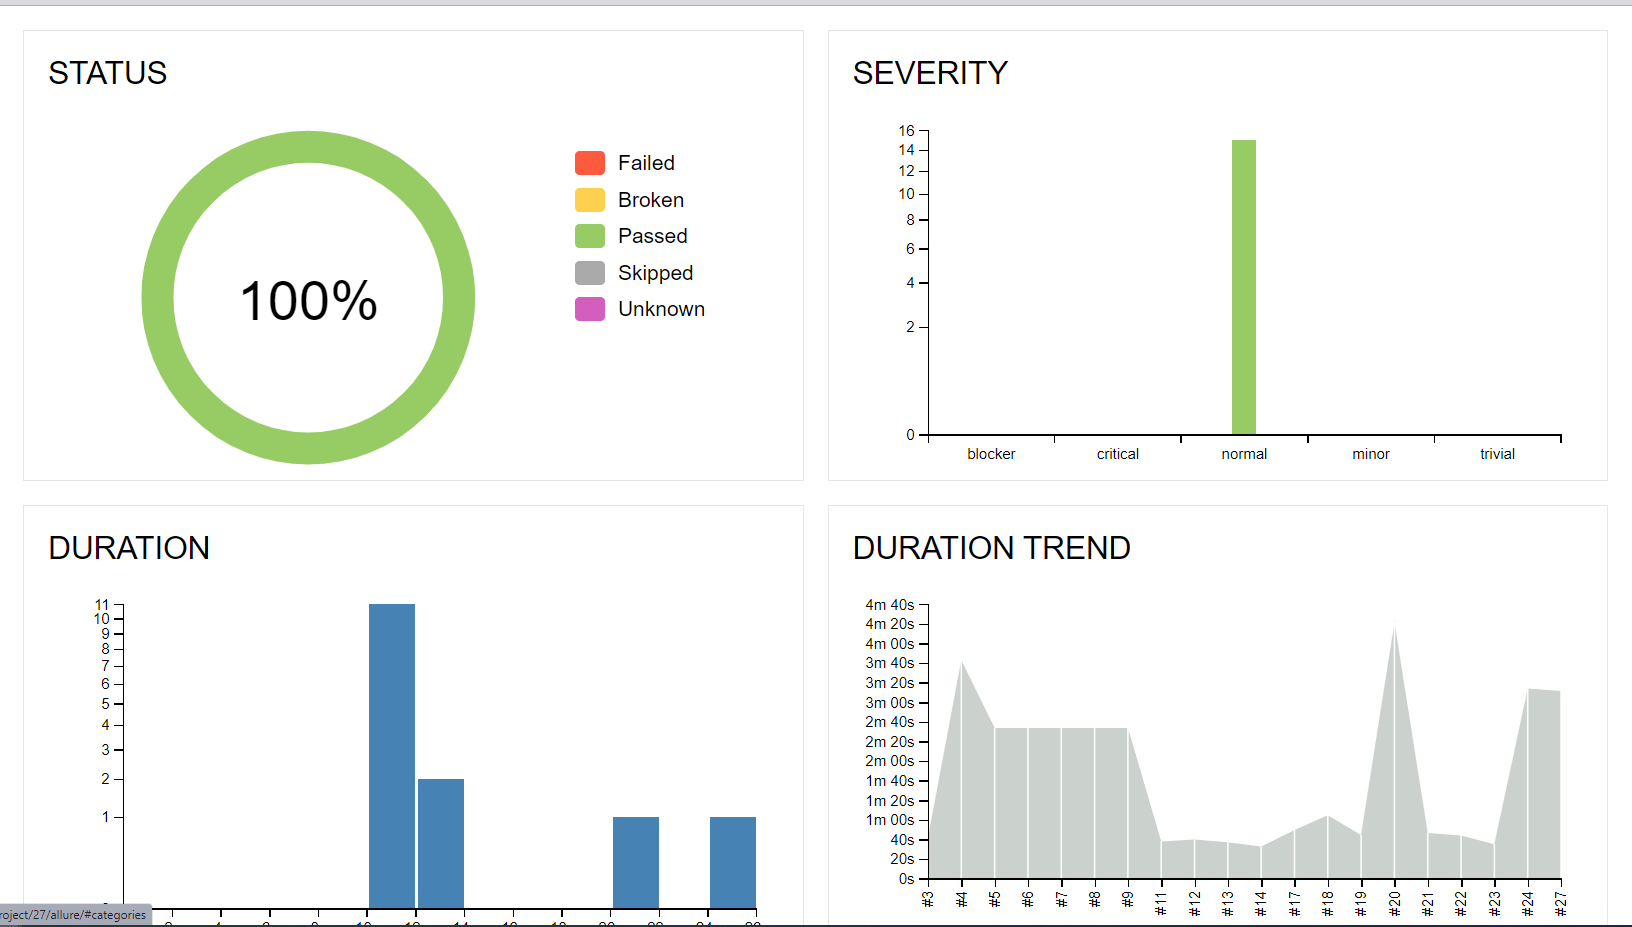 STATUS
100%
Failed
Broken
Passed
Skipped
Unknown
SEVERITY
16
14
12
10
8
6
4
2
0
blocker critical normal minor trivial
DURATION
11
10
9
8
7
6
5
4
3
2
1
DURATION TREND
4m 40s
4m 20s
4m 00s
3m 40s
3m 20s
3m 00s
2m 40s
2m 20s
2m 00s
1m 40s
1m 20s
1m 00s
40s
20s
0s
#3 #4 #5 #6 #7 #8 #9 #11 #12 #13 #14 #17 #18 #19 #20 #21 #22 #23 #24 #27
roject/27/allure/#categories